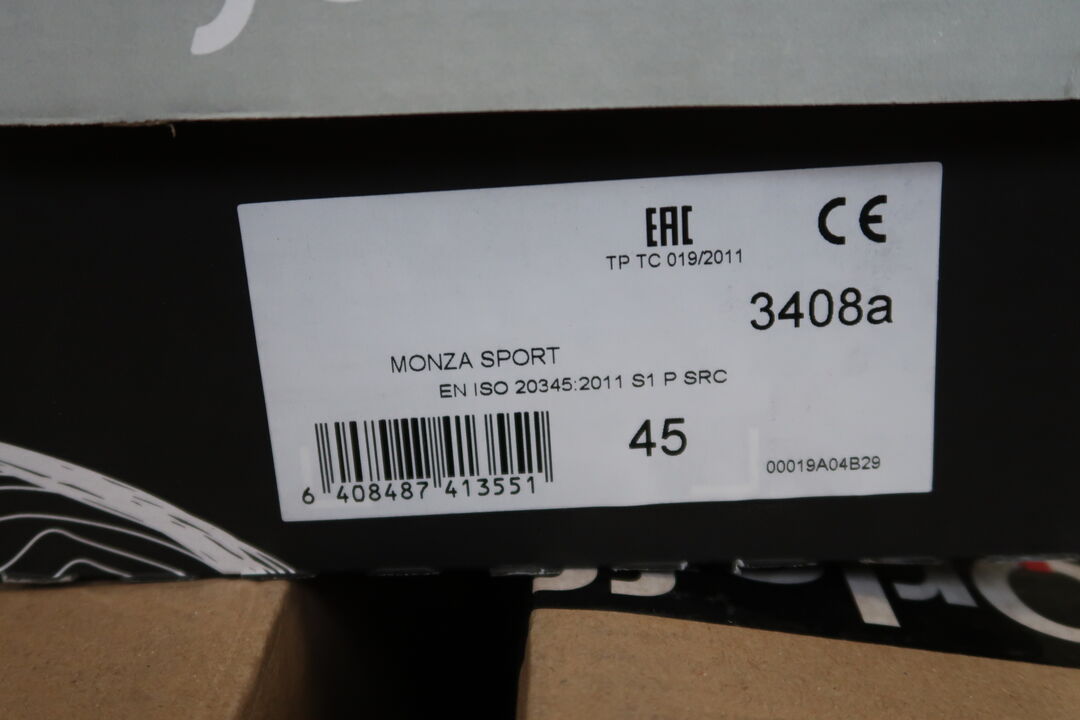 EAC
CE
TP TC 019/2011
3408a
MONZA SPORT
EN ISO 20345:2011 S1 P SRC
45
00019A04B29
6 408487 413551